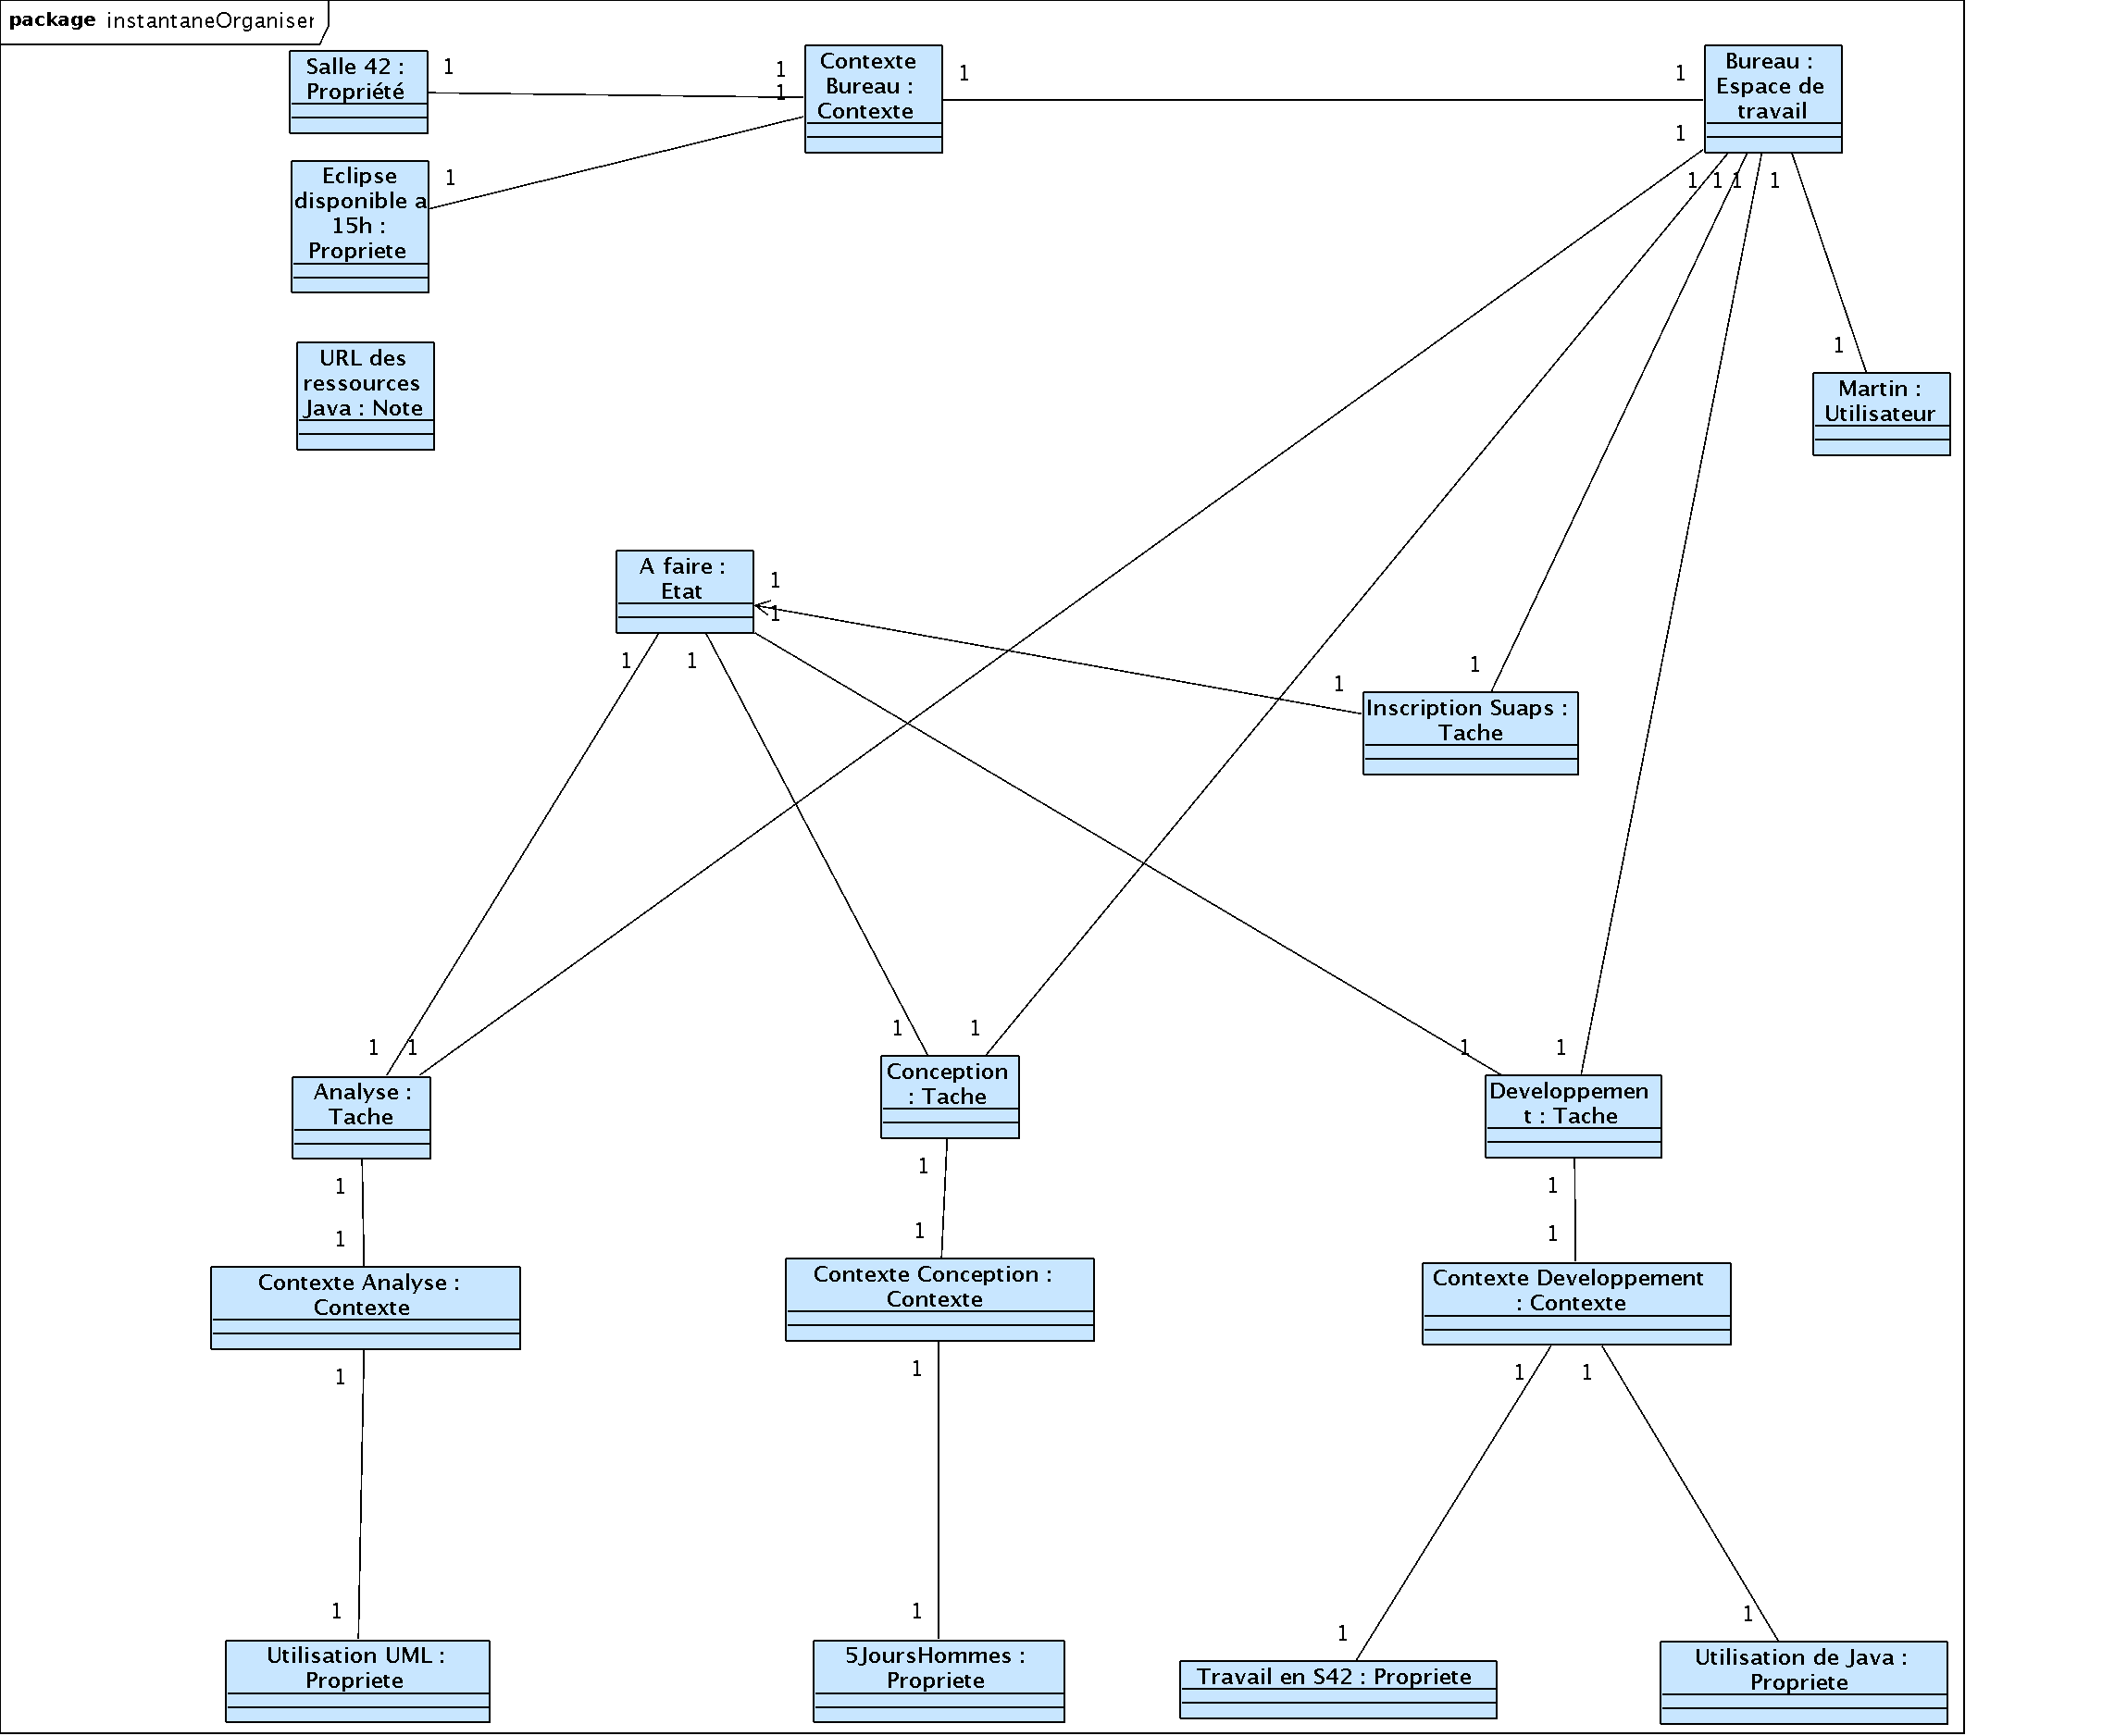 package instantaneOrganiser
Salle 42 :
Propriété
1
1
1
Contexte
Bureau :
Contexte
1
1
Bureau :
Espace de
travail
1
1
1
1
1
Eclipse
disponible a
15h :
Propriete
1
URL des
ressources
Java : Note
1
Martin :
Utilisateur
A faire :
Etat
1
1
1
1
1
1
Inscription Suaps :
Tache
1
1
1
1
1
1
Analyse :
Tache
Conception
: Tache
Developpemen
t : Tache
1
1
1
1
1
1
Contexte Analyse :
Contexte
Contexte Conception :
Contexte
Contexte Developpement
: Contexte
1
1
1
1
1
1
1
1
Utilisation UML :
Propriete
5JoursHommes :
Propriete
Travail en S42 : Propriete
Utilisation de Java :
Propriete